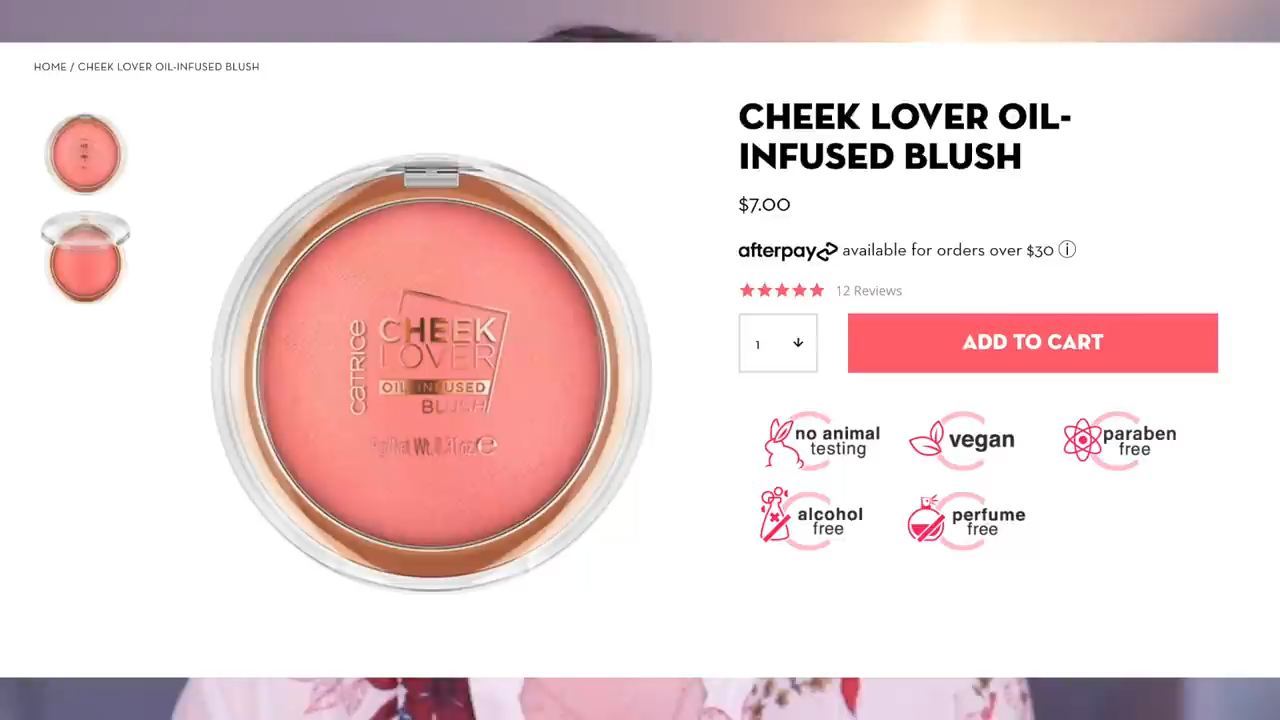 HOME / CHEEK LOVER OIL-INFUSED BLUSH
CHEEK LOVER OIL-
INFUSED BLUSH
$7.00
afterpay available for orders over $30
12 Reviews
1
ADD TO CART
no animal
testing
vegan
paraben
free
alcohol
free
perfume
free
CATRICE
CHEEK
LOVER
OIL-INFUSED
BLUSH